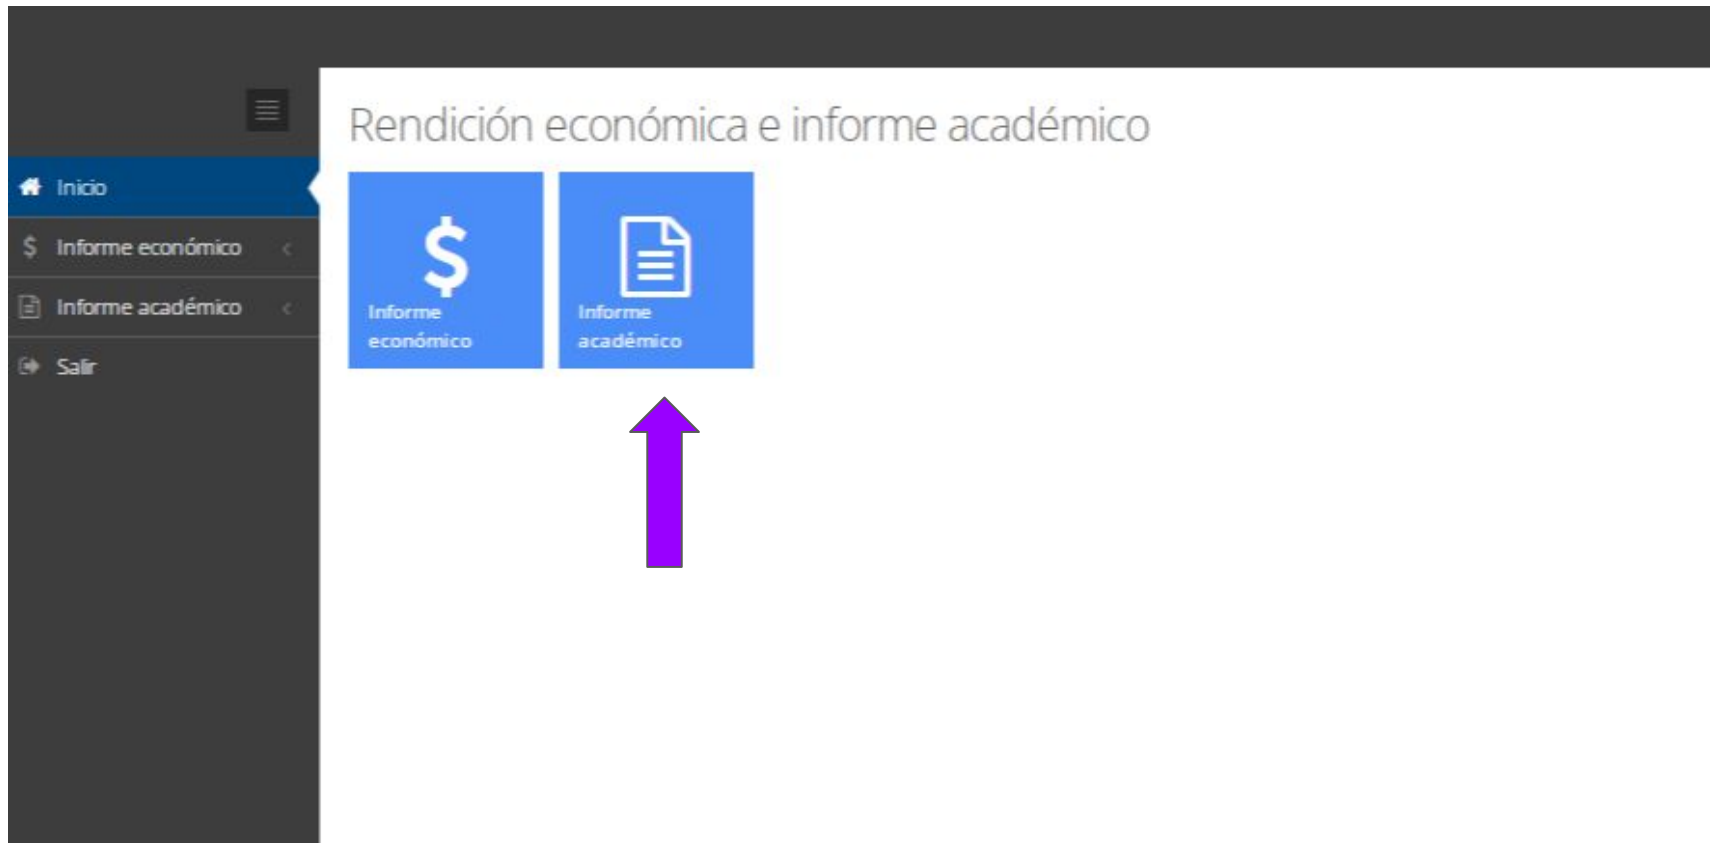 Rendición económica e informe académico
Inicio
$ Informe económico
Informe académico
Salir
$
Informe
económico
Informe
académico